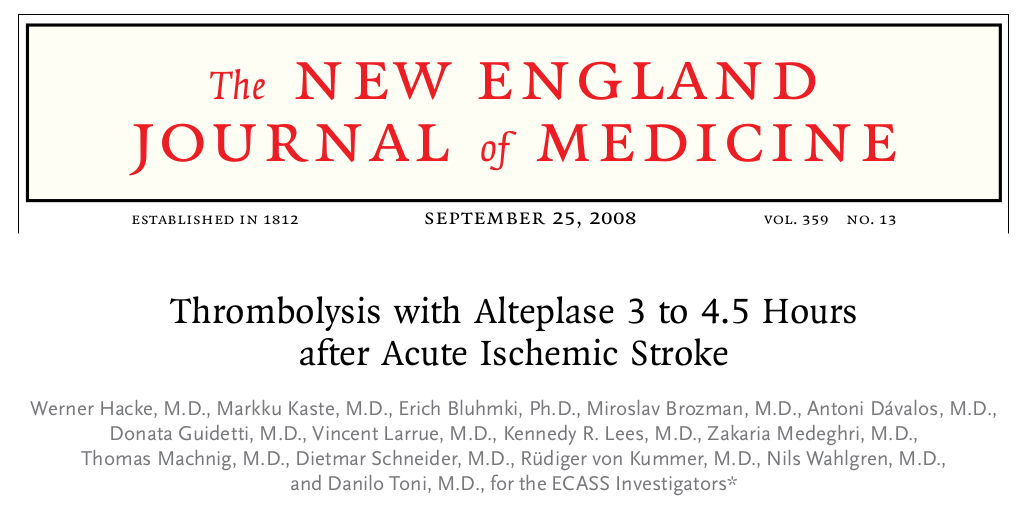 The NEW ENGLAND
JOURNAL of MEDICINE
ESTABLISHED IN 1812 SEPTEMBER 25, 2008 VOL. 359 NO. 13
Thrombolysis with Alteplase 3 to 4.5 Hours
after Acute Ischemic Stroke
Werner Hacke, M.D., Markku Kaste, M.D., Erich Bluhmki, Ph.D., Miroslav Brozman, M.D., Antoni Dávalos, M.D.,
Donata Guidetti, M.D., Vincent Larrue, M.D., Kennedy R. Lees, M.D., Zakaria Medeghri, M.D.,
Thomas Machnig, M.D., Dietmar Schneider, M.D., Rüdiger von Kummer, M.D., Nils Wahlgren, M.D.,
and Danilo Toni, M.D., for the ECASS Investigators*